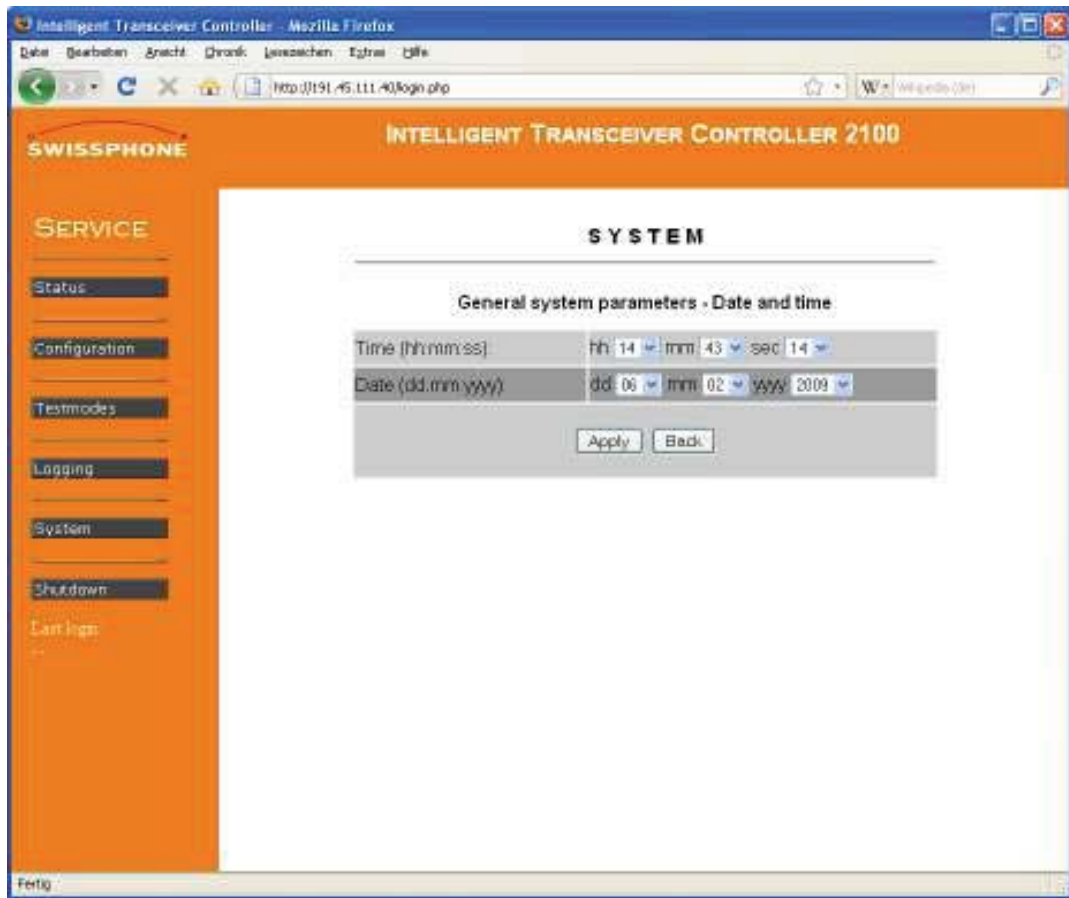 Intelligent Transceiver Controller - Mozilla Firefox
Datei Bearbeiten Ansicht Chronik Lesezeichen Extras Hilfe
http://191.45.111.40/login.php
Wikipedia (de)
SWISSPHONE
INTELLIGENT TRANSCEIVER CONTROLLER 2100
SERVICE
Status
Configuration
Testmodes
Logging
System
Shutdown
Last login
--
SYSTEM
General system parameters - Date and time
Time (hh:mm:ss) hh 14 mm 43 sec 14
Date (dd.mm.yyyy) dd 06 mm 02 yyyy 2009
Apply Back
Fertig